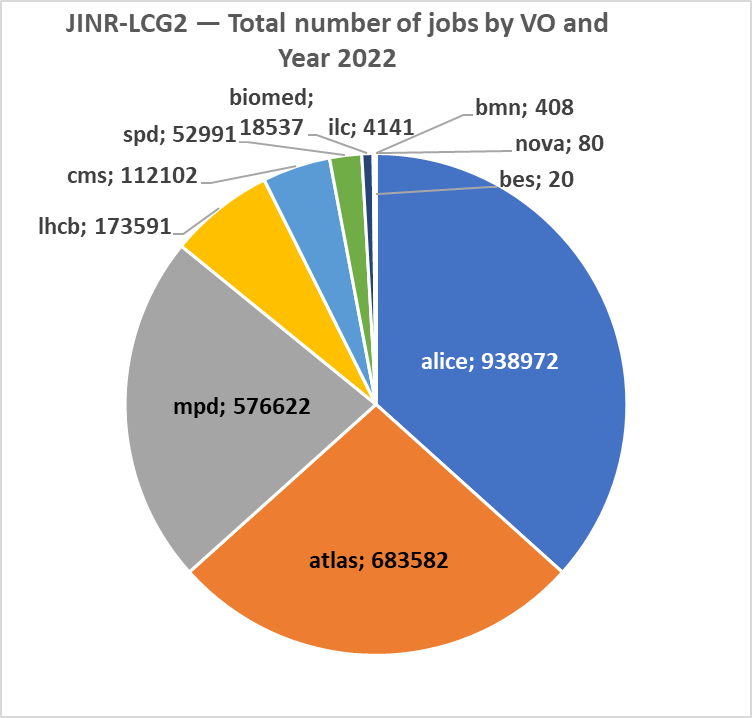 JINR-LCG2 — Total number of jobs by VO and
Year 2022
biomed;
18537
ilc; 4141
bmn; 408
spd; 52991
nova; 80
cms; 112102
bes; 20
lhcb; 173591
alice; 938972
mpd; 576622
atlas; 683582